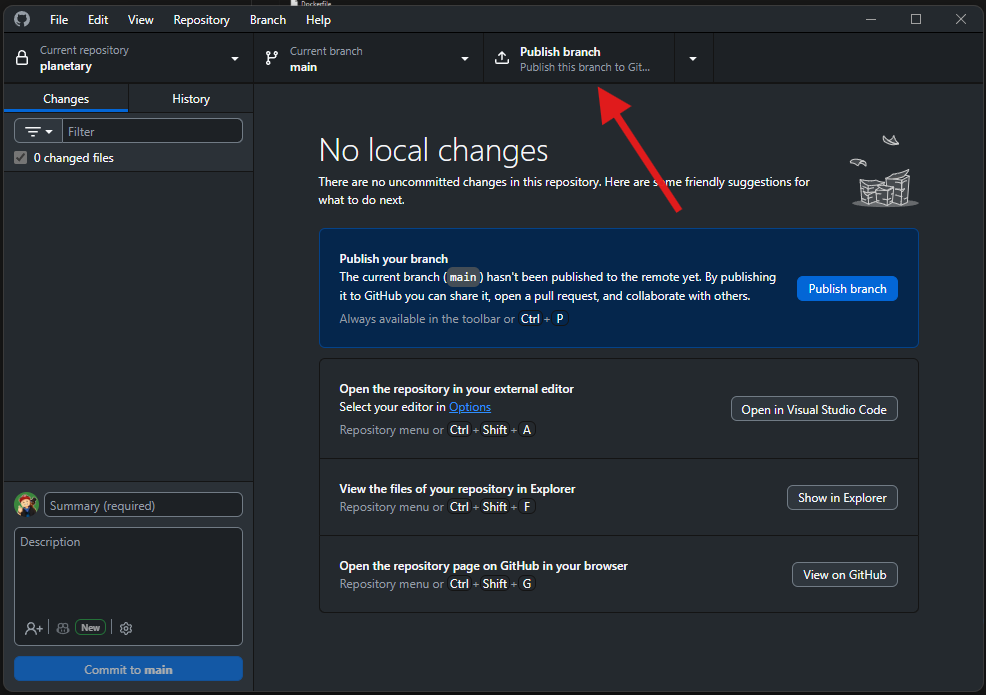 Dockerfile
File Edit View Repository Branch Help
Current repository
planetary
Current branch
main
Publish branch
Publish this branch to Git...
Changes History
Filter
0 changed files
No local changes
There are no uncommitted changes in this repository. Here are some friendly suggestions for
what to do next.
Publish your branch
The current branch (main) hasn't been published to the remote yet. By publishing
it to GitHub you can share it, open a pull request, and collaborate with others.
Always available in the toolbar or Ctrl + P
Publish branch
Open the repository in your external editor
Select your editor in Options
Repository menu or Ctrl + Shift + A
Open in Visual Studio Code
View the files of your repository in Explorer
Repository menu or Ctrl + Shift + F
Show in Explorer
Open the repository page on GitHub in your browser
Repository menu or Ctrl + Shift + G
View on GitHub
Summary (required)
Description
New
Commit to main